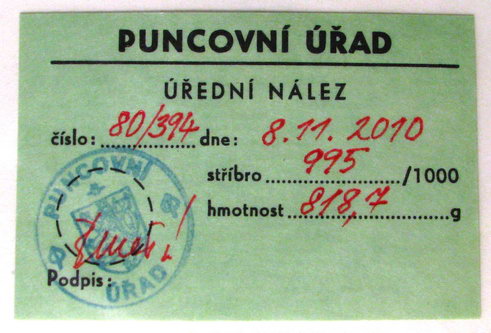 PUNCOVNÍ ÚŘAD
ÚŘEDNÍ NÁLEZ
číslo: 80/394 dne: 8.11. 2010
stříbro 995 /1000
hmotnost 818,7 g
Podpis:
PUNCOVNÍ
ÚŘAD